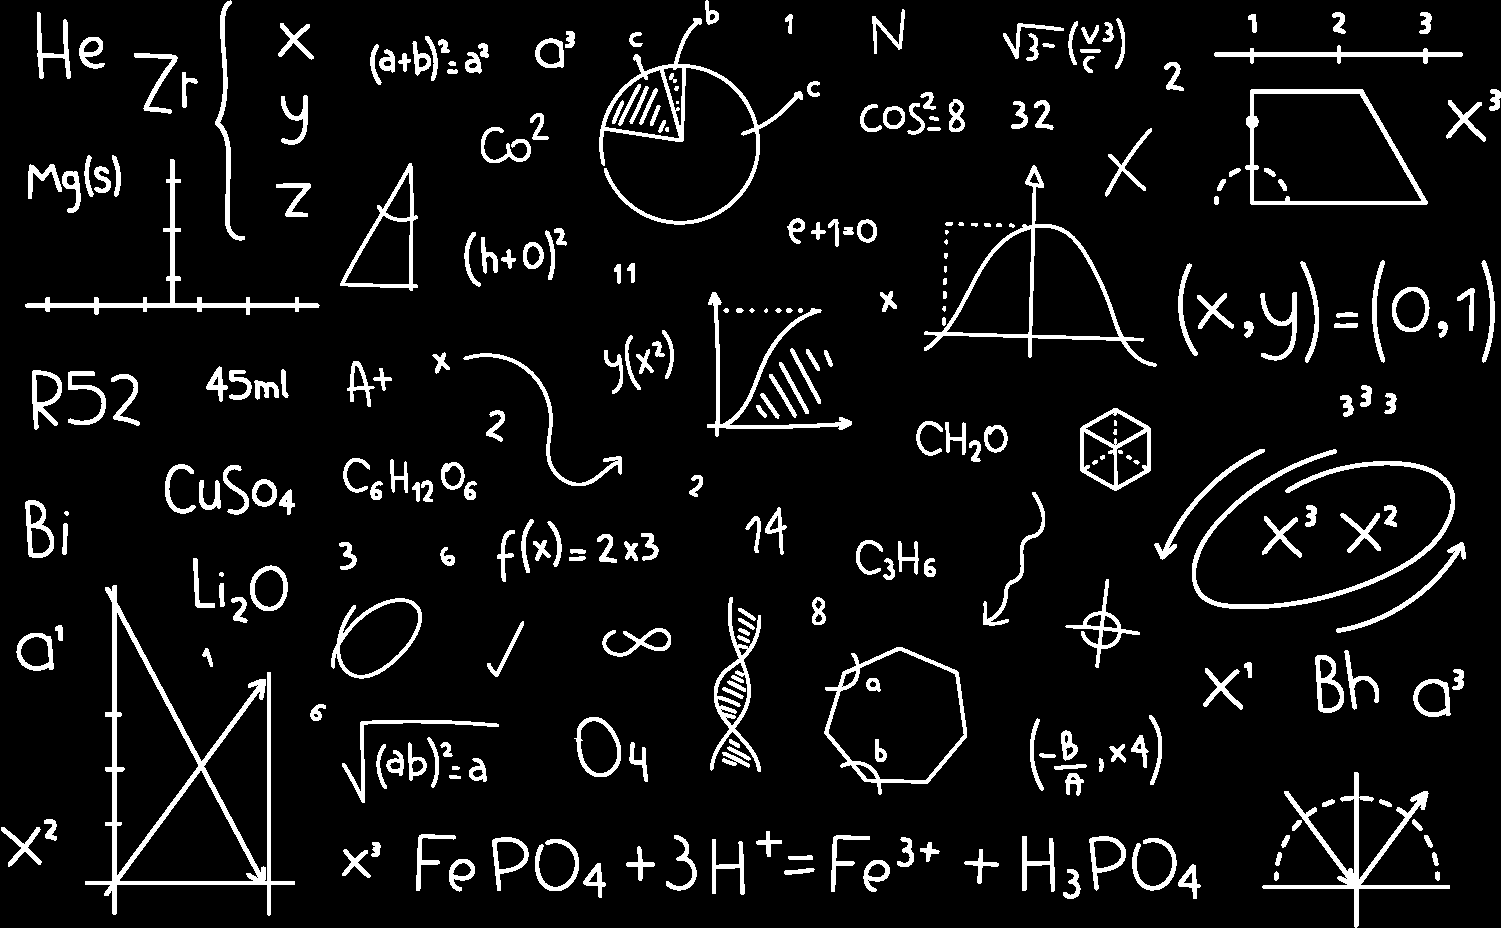 He Zr x (a+b)²=a² a³ c b 1 N √3-(v3/c) 1 2 3
y Co² c cos²=8 32 2 x³
Mg(s) z x
(h+0)² 11 e+1=0
x (x,y)=(0,1)
y(x²)
R52 45ml A+ x 3 3 3
2 CH₂O
CuSo₄ C₆H₁₂O₆ 2
Bi x³ x²
3 6 f(x)=2x3 14 C₃H₆
Li₂O
a¹ 1 ∞ 8
a x¹ Bh a³
6 √(ab)²=a O₄ b (-B/A,x4)
x² x³ FePO₄+3H⁺=Fe³⁺+H₃PO₄